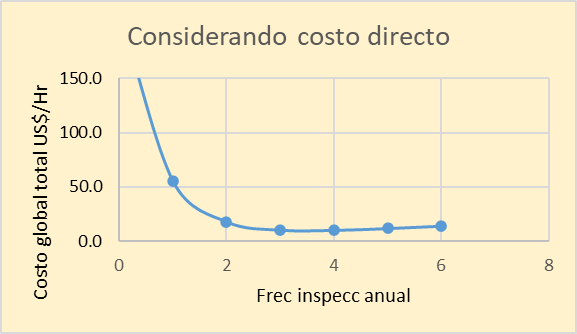 Considerando costo directo
Costo global total US$/Hr
150.0
100.0
50.0
0.0
0 2 4 6 8
Frec inspecc anual